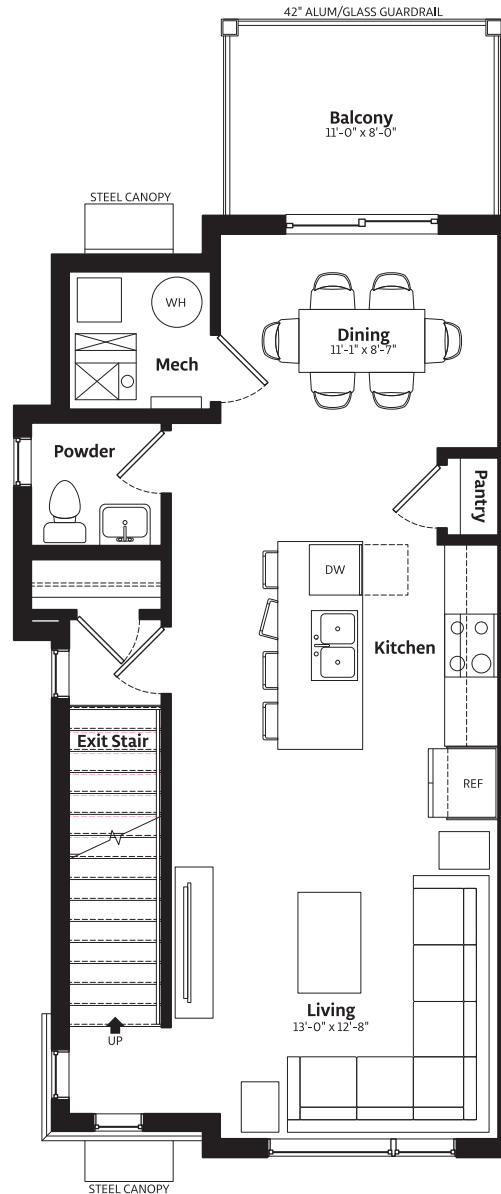 42" ALUM/GLASS GUARDRAIL
Balcony
11'-0" x 8'-0"
STEEL CANOPY
WH
Mech
Dining
11'-1" x 8'-7"
Powder
Pantry
DW
Kitchen
Exit Stair
REF
Living
13'-0" x 12'-8"
UP
STEEL CANOPY